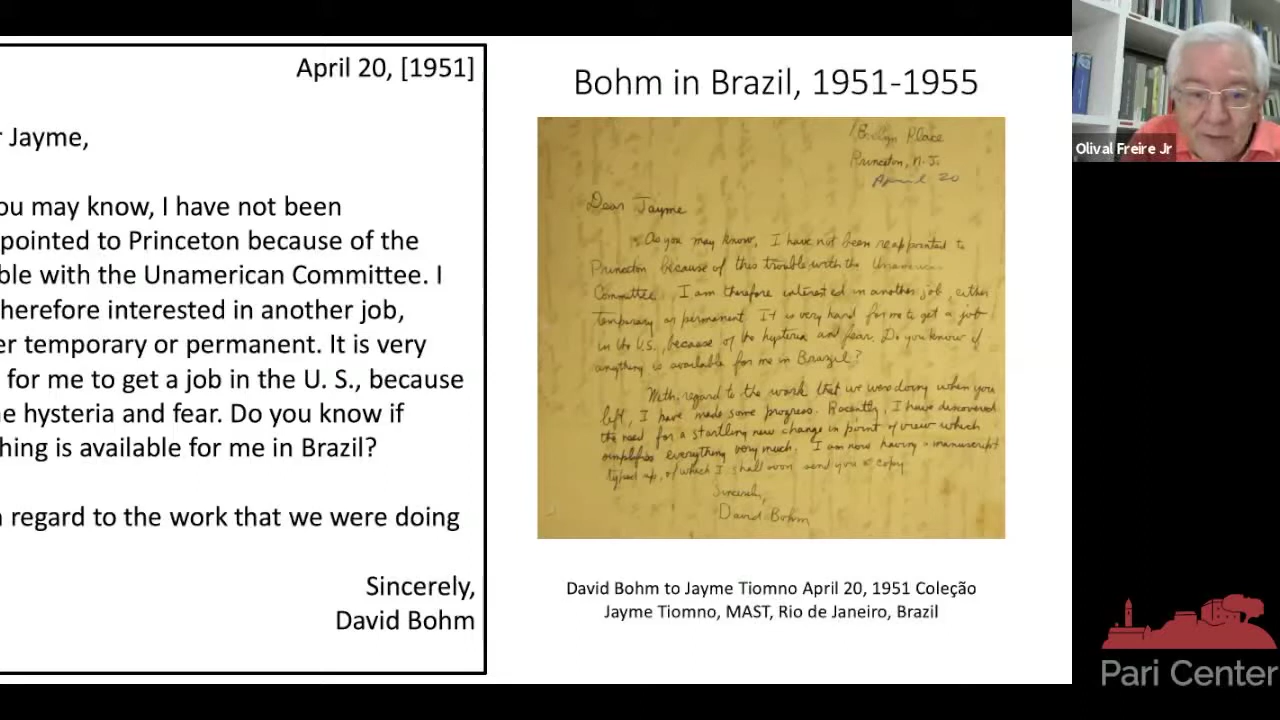 April 20, [1951]
r Jayme,
ou may know, I have not been
pointed to Princeton because of the
ble with the Unamerican Committee. I
herefore interested in another job,
er temporary or permanent. It is very
for me to get a job in the U. S., because
ne hysteria and fear. Do you know if
hing is available for me in Brazil?
n regard to the work that we were doing
Sincerely,
David Bohm
Bohm in Brazil, 1951-1955
Place
Princeton, N.J.
April 20
Dear Jayme
As you may know, I have not been reappointed to
Princeton because of this trouble with the Unamerican
Committee. I am therefore interested in another job, either
temporary or permanent. It is very hard for me to get a job
in the U.S., because of the hysteria and fear. Do you know if
anything is available for me in Brazil?
With regard to the work that we were doing when you
left, I have made some progress. Recently, I have discovered
the need for a startling new change in point of view which
simplifies everything very much. I am now having a manuscript
typed up, of which I shall soon send you a copy.
Sincerely,
David Bohm
David Bohm to Jayme Tiomno April 20, 1951 Coleção
Jayme Tiomno, MAST, Rio de Janeiro, Brazil
Olival Freire Jr
Pari Center